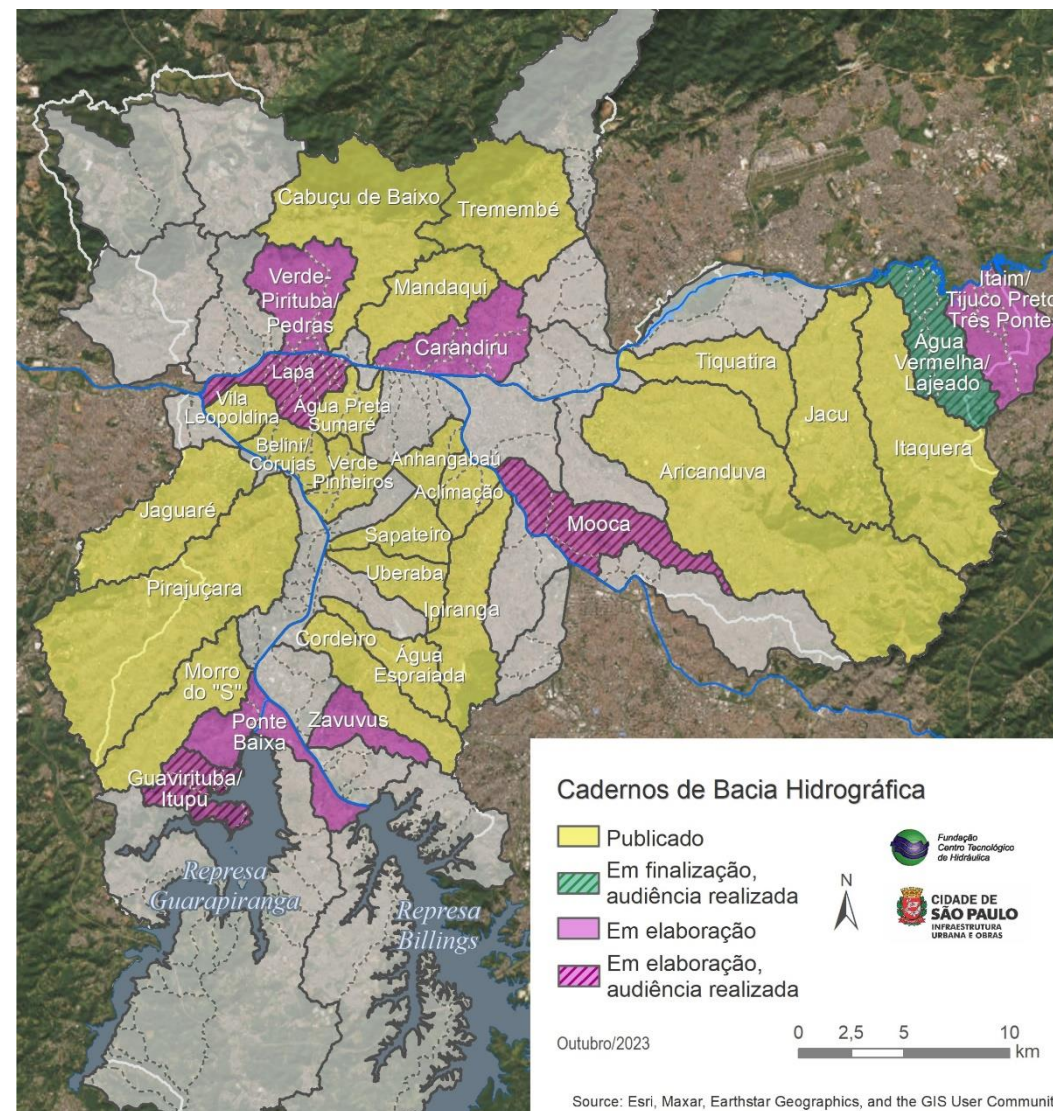 Cabuçu de Baixo
Tremembé
Verde-
Pirituba/
Pedras
Mandaqui
Carandiru
Itaim/
Tijuco Preto
Três Ponte
Água
Vermelha/
Lajeado
Lapa
Tiquatira
Vila
Leopoldina
Água Preta
Sumaré
Jacu
Itaquera
Belini/
Corujas
Verde
Pinheiros
Anhangabaú
Aclimação
Aricanduva
Jaguaré
Sapateiro
Mooca
Pirajuçara
Uberaba
Ipiranga
Cordeiro
Água
Espraiada
Morro
do "S"
Ponte
Baixa
Zavuvus
Guavirituba/
Itupu
Represa
Guarapiranga
Represa
Billings
Cadernos de Bacia Hidrográfica
Publicado
Em finalização,
audiência realizada
Em elaboração
Em elaboração,
audiência realizada
Fundação
Centro Tecnológico
de Hidráulica
N
CIDADE DE
SÃO PAULO
INFRAESTRUTURA
URBANA E OBRAS
Outubro/2023
0 2,5 5 10
km
Source: Esri, Maxar, Earthstar Geographics, and the GIS User Communit